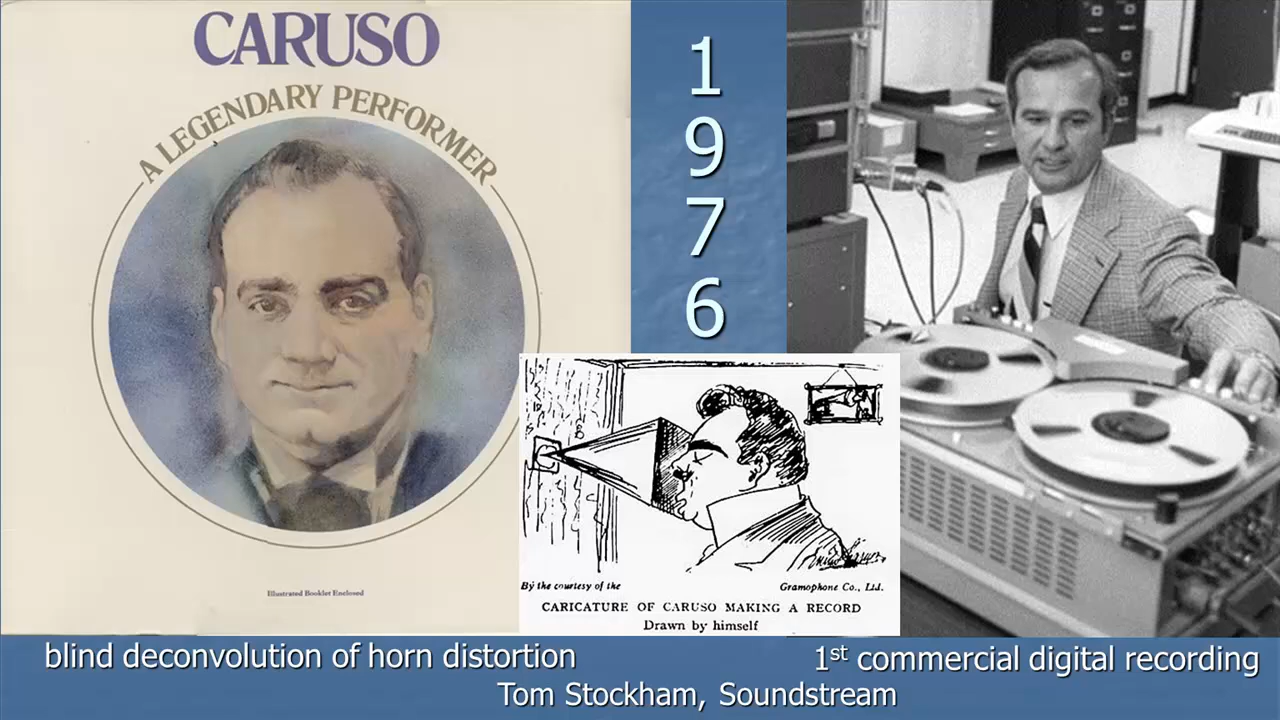 CARUSO
A LEGENDARY PERFORMER
Illustrated Booklet Enclosed
1
9
7
6
By the courtesy of the Gramophone Co., Ltd.
CARICATURE OF CARUSO MAKING A RECORD
Drawn by himself
blind deconvolution of horn distortion
1st commercial digital recording
Tom Stockham, Soundstream